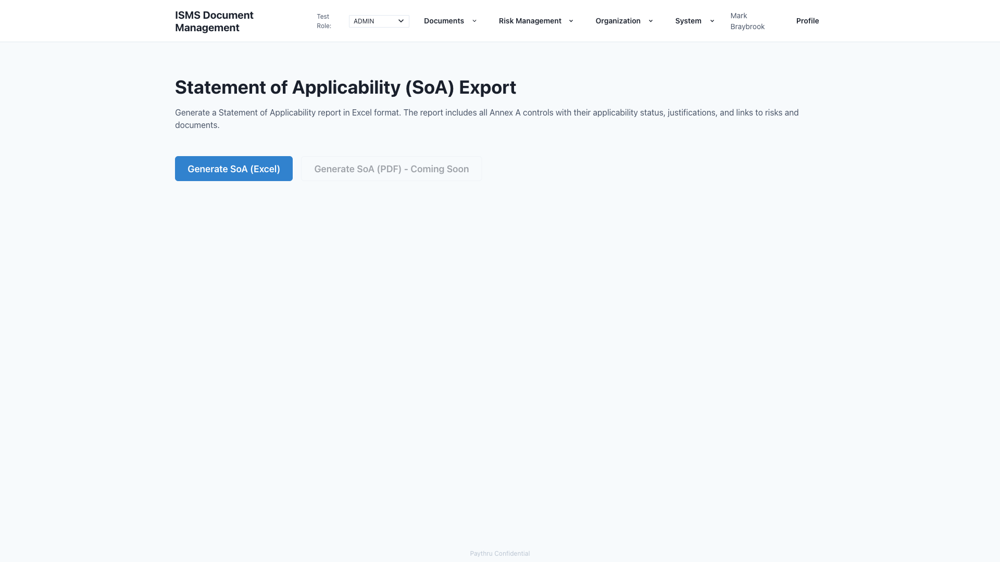 ISMS Document
Management
Test
Role:
ADMIN
Documents
Risk Management
Organization
System
Mark
Braybrook
Profile
Statement of Applicability (SoA) Export
Generate a Statement of Applicability report in Excel format. The report includes all Annex A controls with their applicability status, justifications, and links to risks and
documents.
Generate SoA (Excel)
Generate SoA (PDF) - Coming Soon
Paythru Confidential